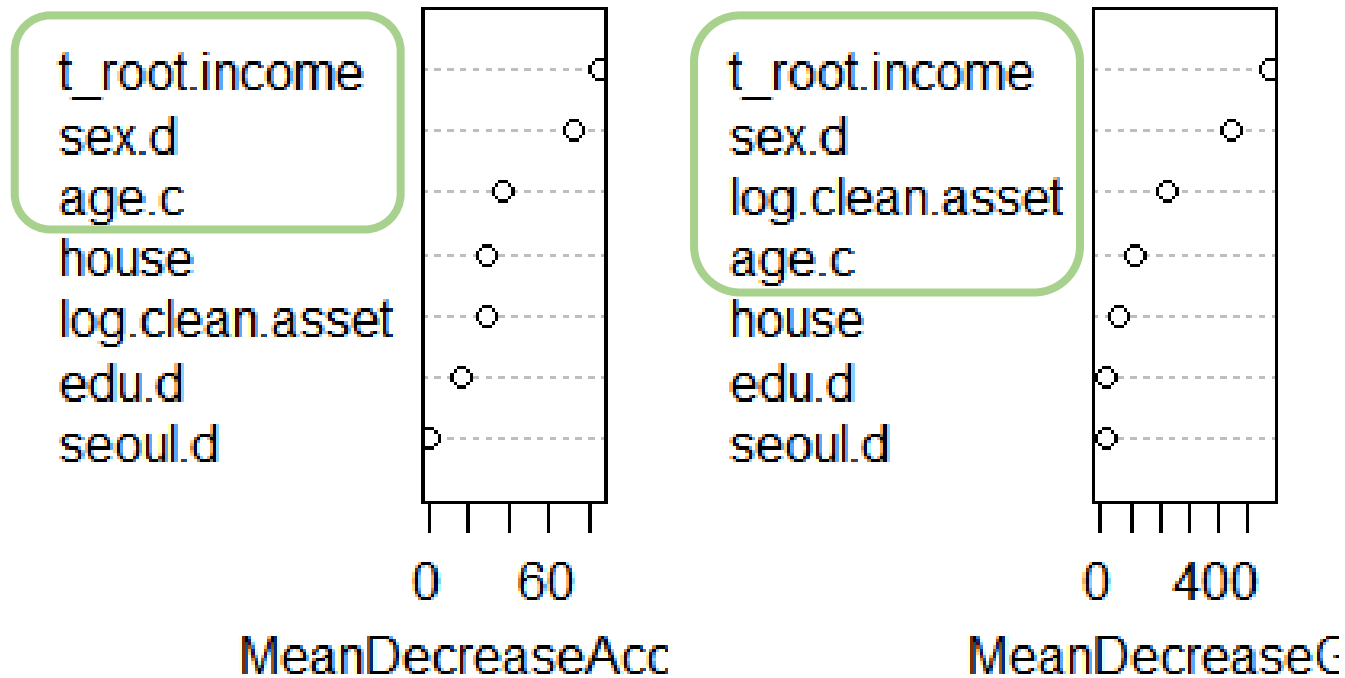 t_root.income
sex.d
age.c
house
log.clean.asset
edu.d
seoul.d
0 60
MeanDecreaseAcc
t_root.income
sex.d
log.clean.asset
age.c
house
edu.d
seoul.d
0 400
MeanDecreaseG